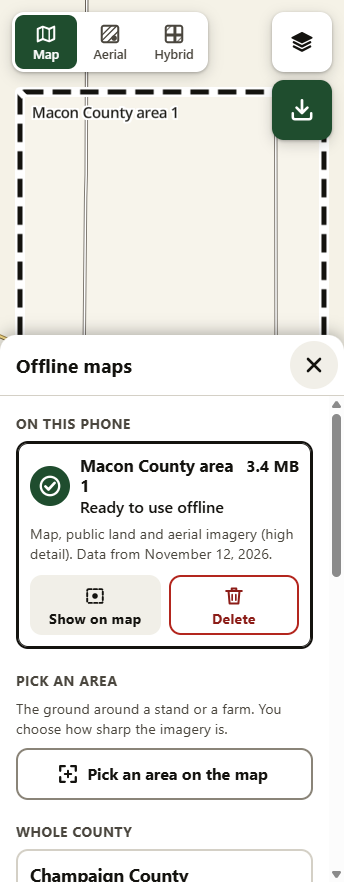 Map
Aerial
Hybrid
Macon County area 1
Offline maps
ON THIS PHONE
Macon County area 3.4 MB
1
Ready to use offline
Map, public land and aerial imagery (high
detail). Data from November 12, 2026.
Show on map
Delete
PICK AN AREA
The ground around a stand or a farm. You
choose how sharp the imagery is.
Pick an area on the map
WHOLE COUNTY
Champaign County